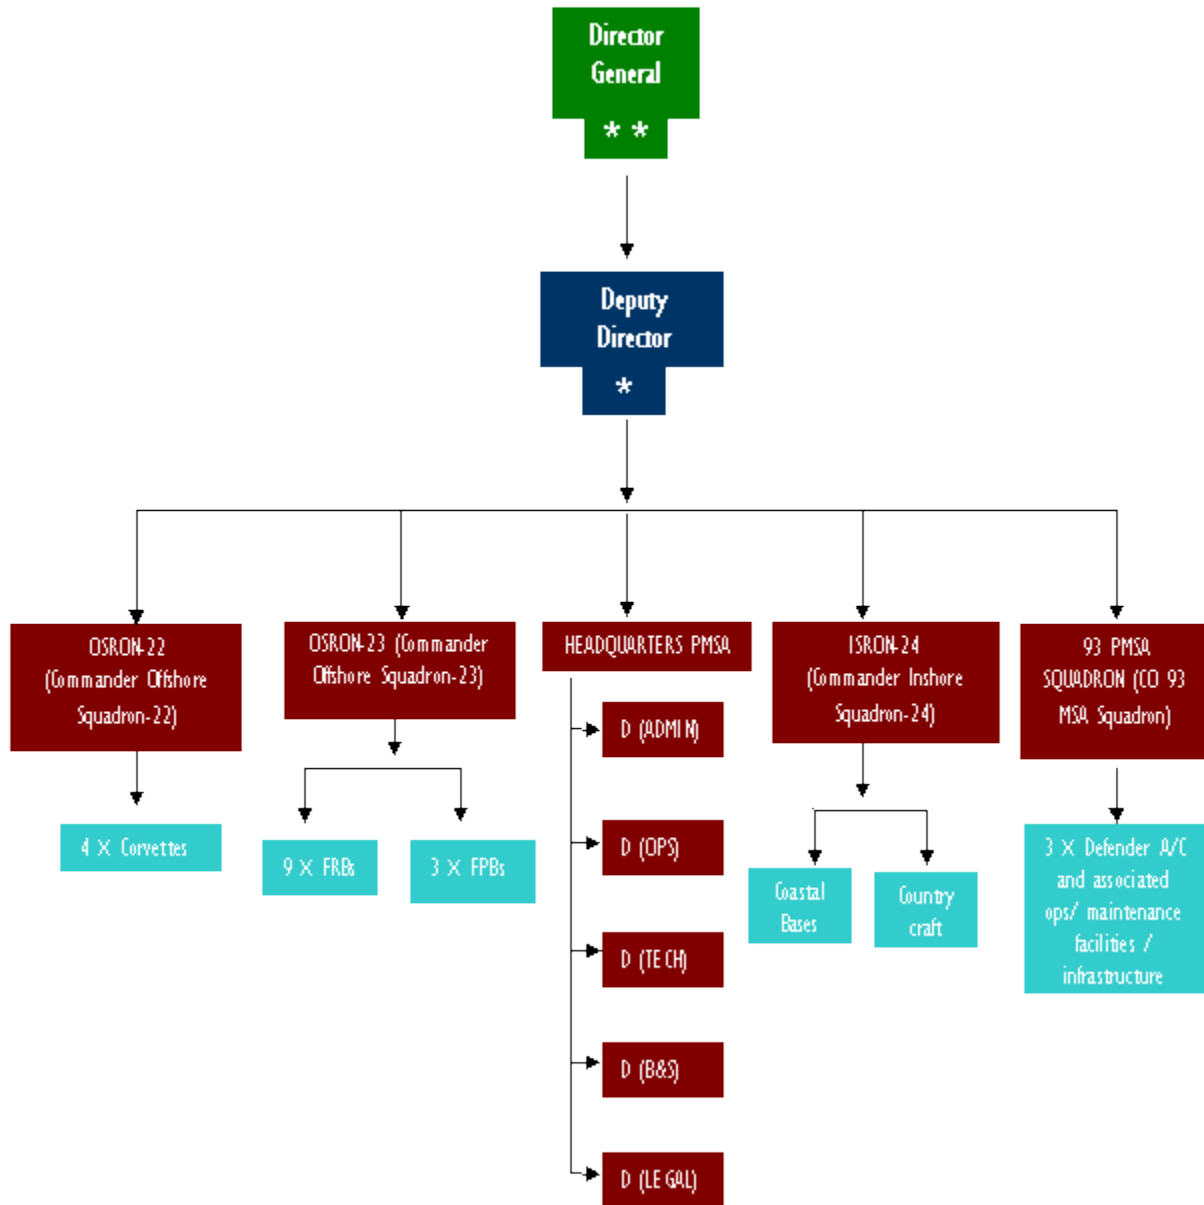 Director
General
* *
Deputy
Director
*
OSRON-22
(Commander Offshore
Squadron-22)
4 X Corvettes
OSRON-23 (Commander
Offshore Squadron-23)
9 X FRBs
3 X FPBs
HEADQUARTERS PMSA
D (ADMIN)
D (OPS)
D (TECH)
D (B&S)
D (LEGAL)
ISRON-24
(Commander Inshore
Squadron-24)
Coastal
Bases
Country
craft
93 PMSA
SQUADRON (CO 93
MSA Squadron)
3 X Defender A/C
and associated
ops/ maintenance
facilities /
infrastructure